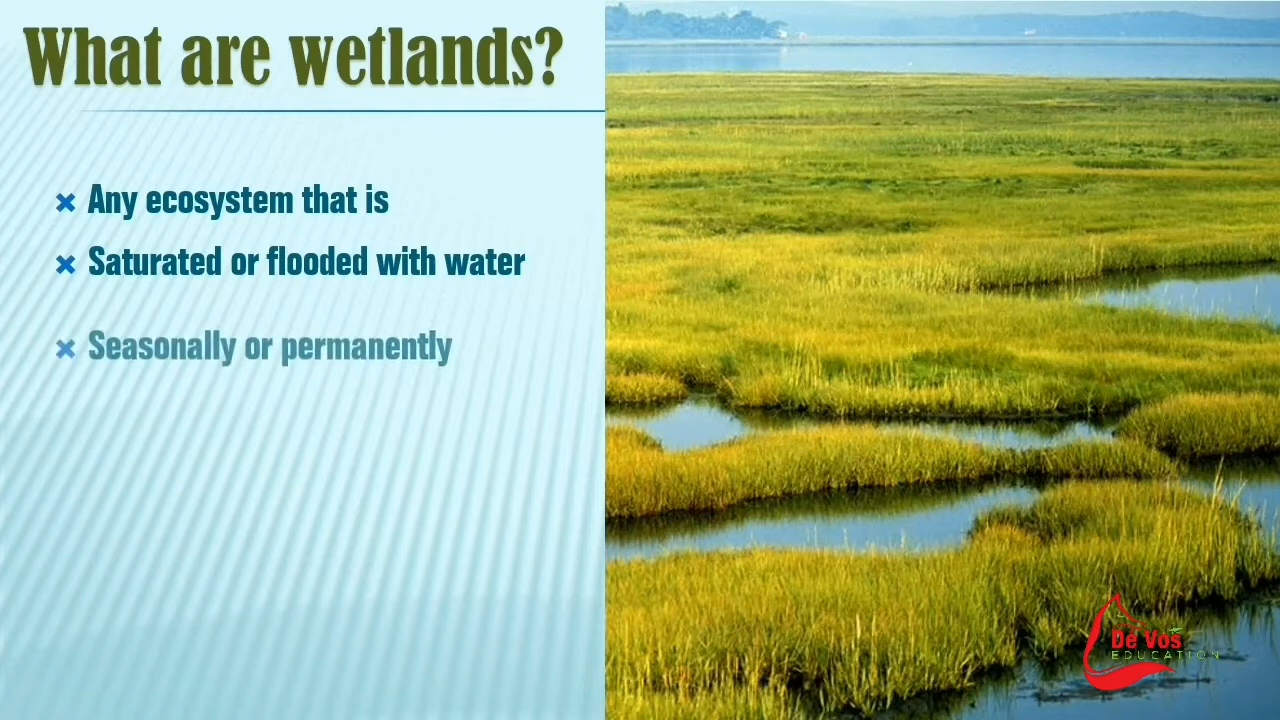 What are wetlands?
Any ecosystem that is
Saturated or flooded with water
Seasonally or permanently
De Vos
EDUCATION